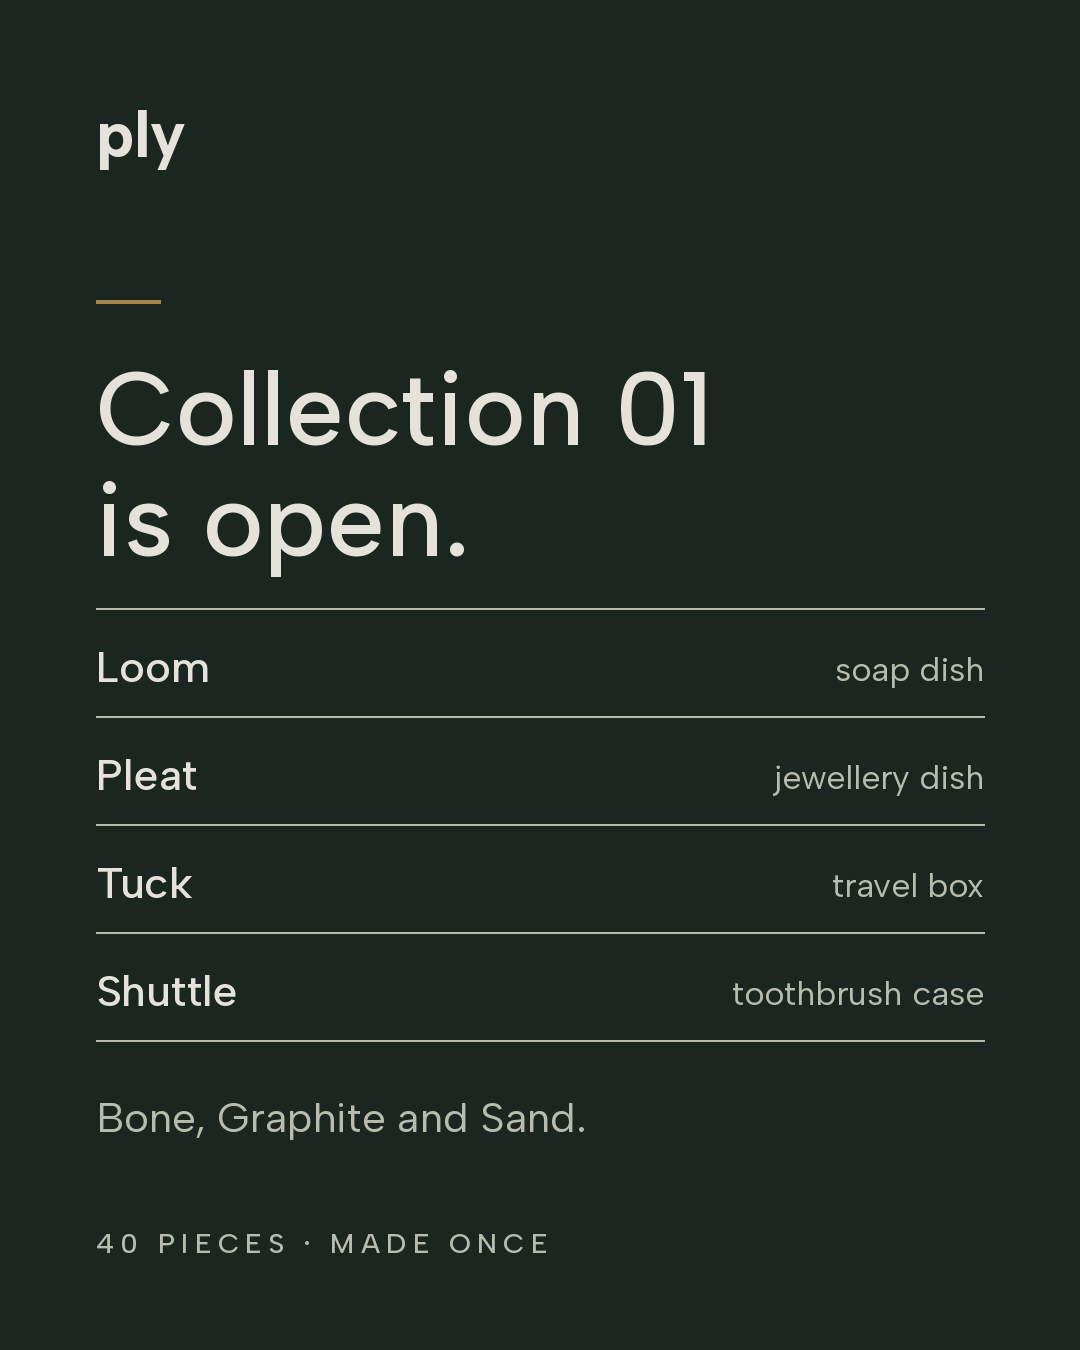 ply
Collection 01
is open.
Loom soap dish
Pleat jewellery dish
Tuck travel box
Shuttle toothbrush case
Bone, Graphite and Sand.
40 PIECES · MADE ONCE